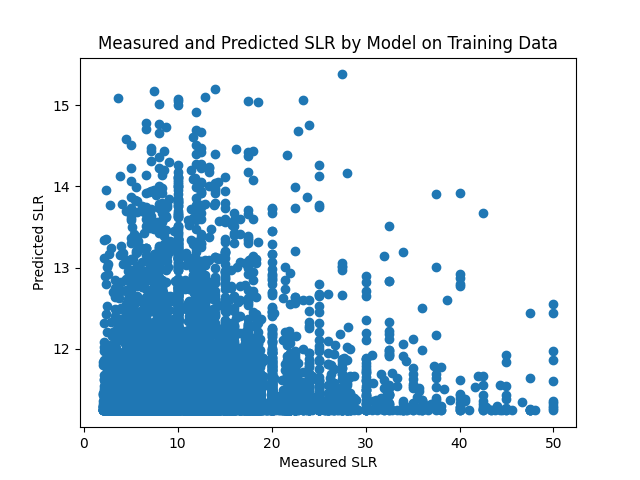 Measured and Predicted SLR by Model on Training Data
15
14
13
12
Predicted SLR
0 10 20 30 40 50
Measured SLR